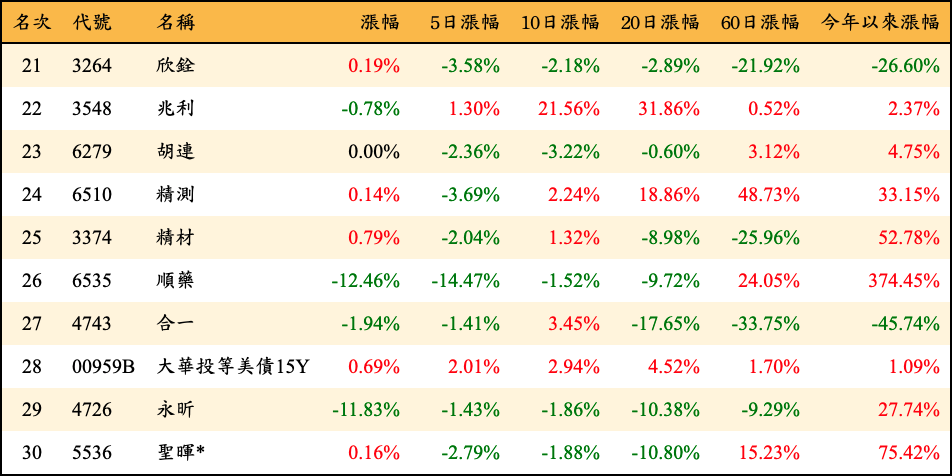 名次 代號 名稱 漲幅 5日漲幅 10日漲幅 20日漲幅 60日漲幅 今年以來漲幅
21 3264 欣銓 0.19% -3.58% -2.18% -2.89% -21.92% -26.60%
22 3548 兆利 -0.78% 1.30% 21.56% 31.86% 0.52% 2.37%
23 6279 胡連 0.00% -2.36% -3.22% -0.60% 3.12% 4.75%
24 6510 精測 0.14% -3.69% 2.24% 18.86% 48.73% 33.15%
25 3374 精材 0.79% -2.04% 1.32% -8.98% -25.96% 52.78%
26 6535 順藥 -12.46% -14.47% -1.52% -9.72% 24.05% 374.45%
27 4743 合一 -1.94% -1.41% 3.45% -17.65% -33.75% -45.74%
28 00959B 大華投等美債15Y 0.69% 2.01% 2.94% 4.52% 1.70% 1.09%
29 4726 永昕 -11.83% -1.43% -1.86% -10.38% -9.29% 27.74%
30 5536 聖暉* 0.16% -2.79% -1.88% -10.80% 15.23% 75.42%